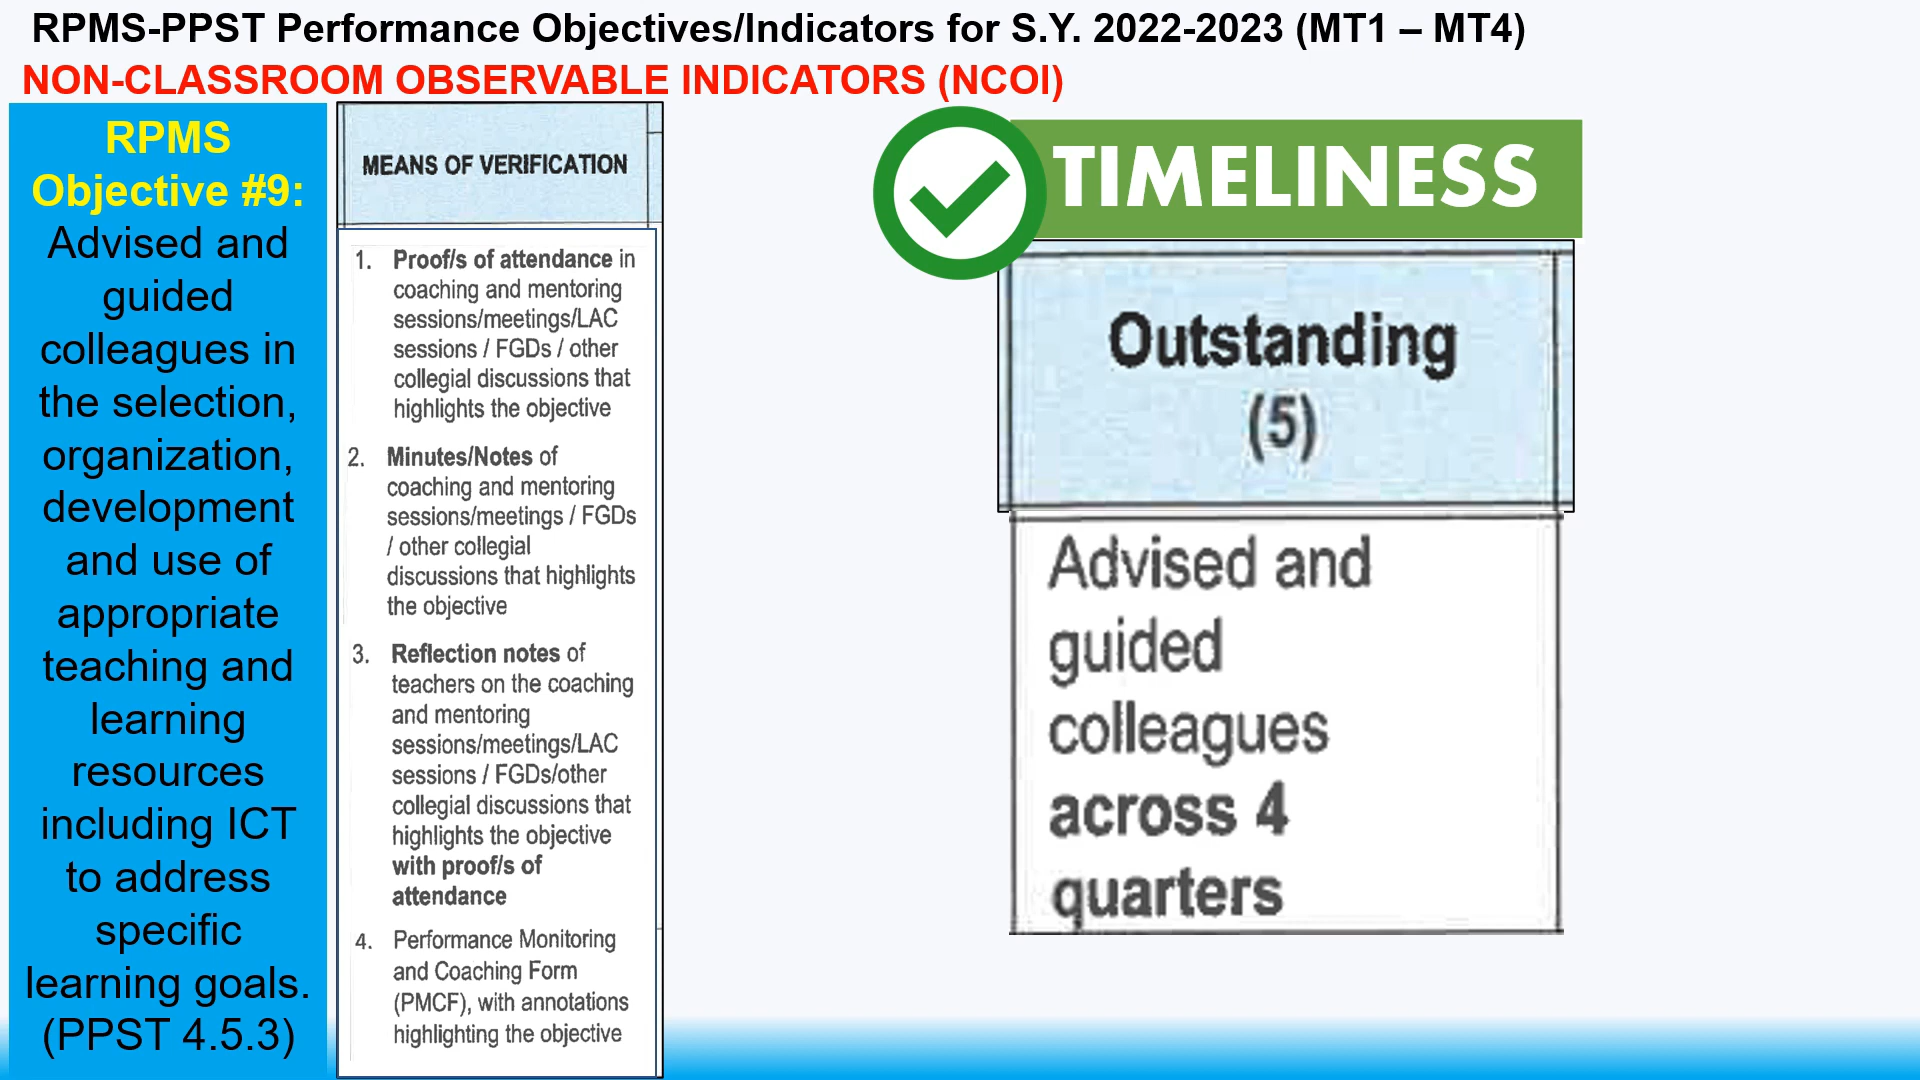 RPMS-PPST Performance Objectives/Indicators for S.Y. 2022-2023 (MT1 – MT4)
NON-CLASSROOM OBSERVABLE INDICATORS (NCOI)
RPMS
Objective #9:
Advised and
guided
colleagues in
the selection,
organization,
development
and use of
appropriate
teaching and
learning
resources
including ICT
to address
specific
learning goals.
(PPST 4.5.3)
MEANS OF VERIFICATION
1. Proof/s of attendance in
coaching and mentoring
sessions/meetings/LAC
sessions / FGDs / other
collegial discussions that
highlights the objective
2. Minutes/Notes of
coaching and mentoring
sessions/meetings / FGDs
/ other collegial
discussions that highlights
the objective
3. Reflection notes of
teachers on the coaching
and mentoring
sessions/meetings/LAC
sessions / FGDs/other
collegial discussions that
highlights the objective
with proof/s of
attendance
4. Performance Monitoring
and Coaching Form
(PMCF), with annotations
highlighting the objective
TIMELINESS
Outstanding
(5)
Advised and
guided
colleagues
across 4
quarters